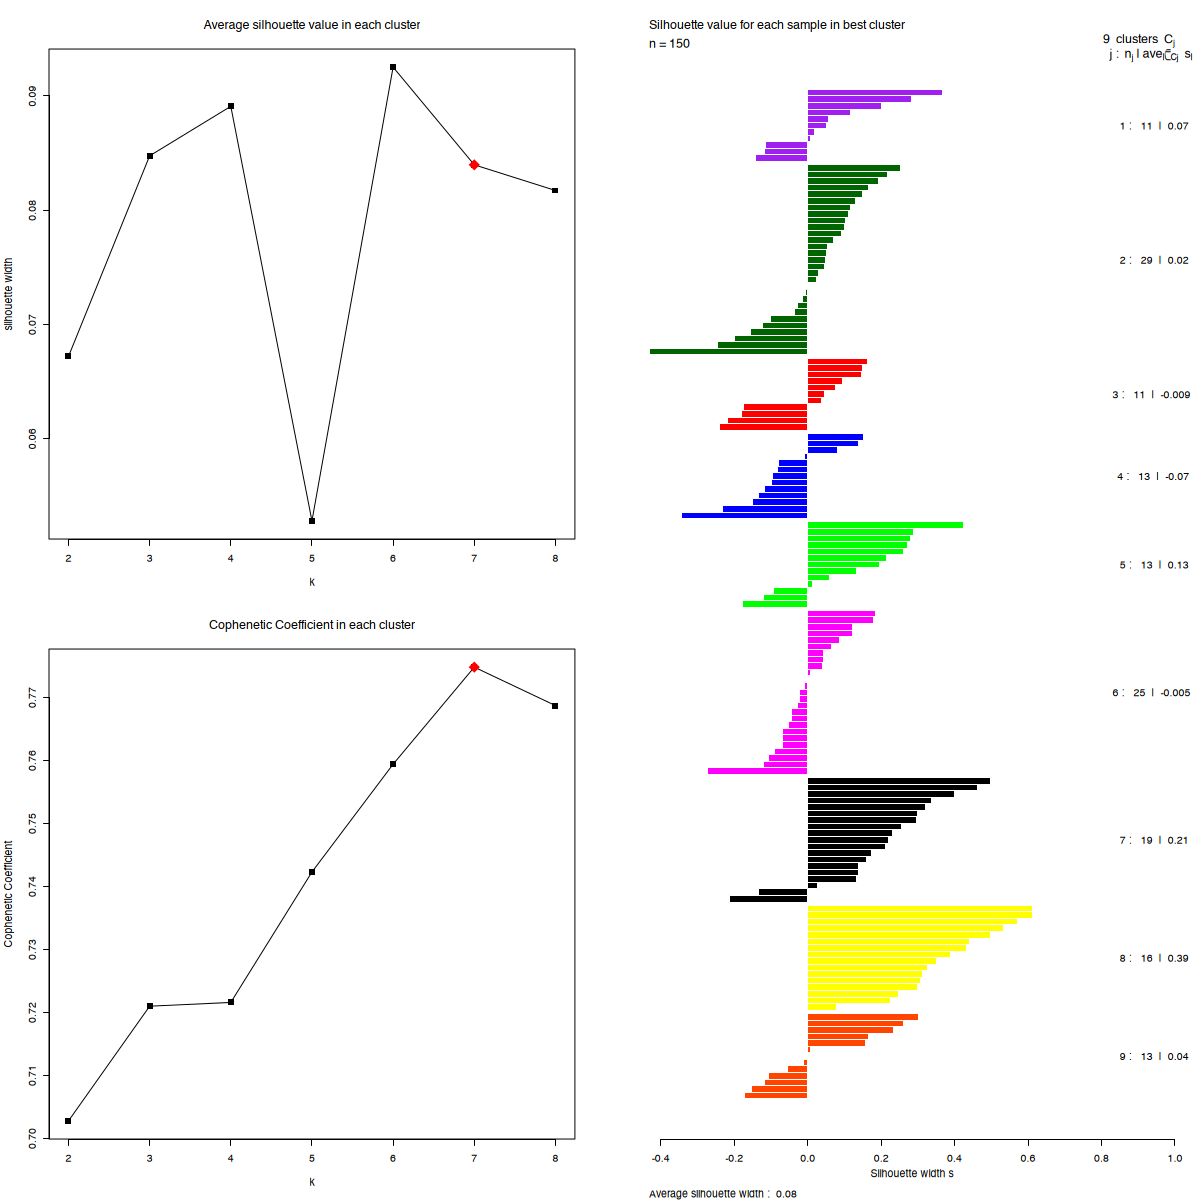 Average silhouette value in each cluster
silhouette width
0.06 0.07 0.08 0.09
2 3 4 5 6 7 8
k
Cophenetic Coefficient in each cluster
Cophenetic Coefficient
0.70 0.71 0.72 0.73 0.74 0.75 0.76 0.77
2 3 4 5 6 7 8
k
Silhouette value for each sample in best cluster
n = 150
9 clusters Cj
j : nj | ave i∈Cj si
1 : 11 | 0.07
2 : 29 | 0.02
3 : 11 | -0.009
4 : 13 | -0.07
5 : 13 | 0.13
6 : 25 | -0.005
7 : 19 | 0.21
8 : 16 | 0.39
9 : 13 | 0.04
-0.4 -0.2 0.0 0.2 0.4 0.6 0.8 1.0
Silhouette width s
Average silhouette width : 0.08